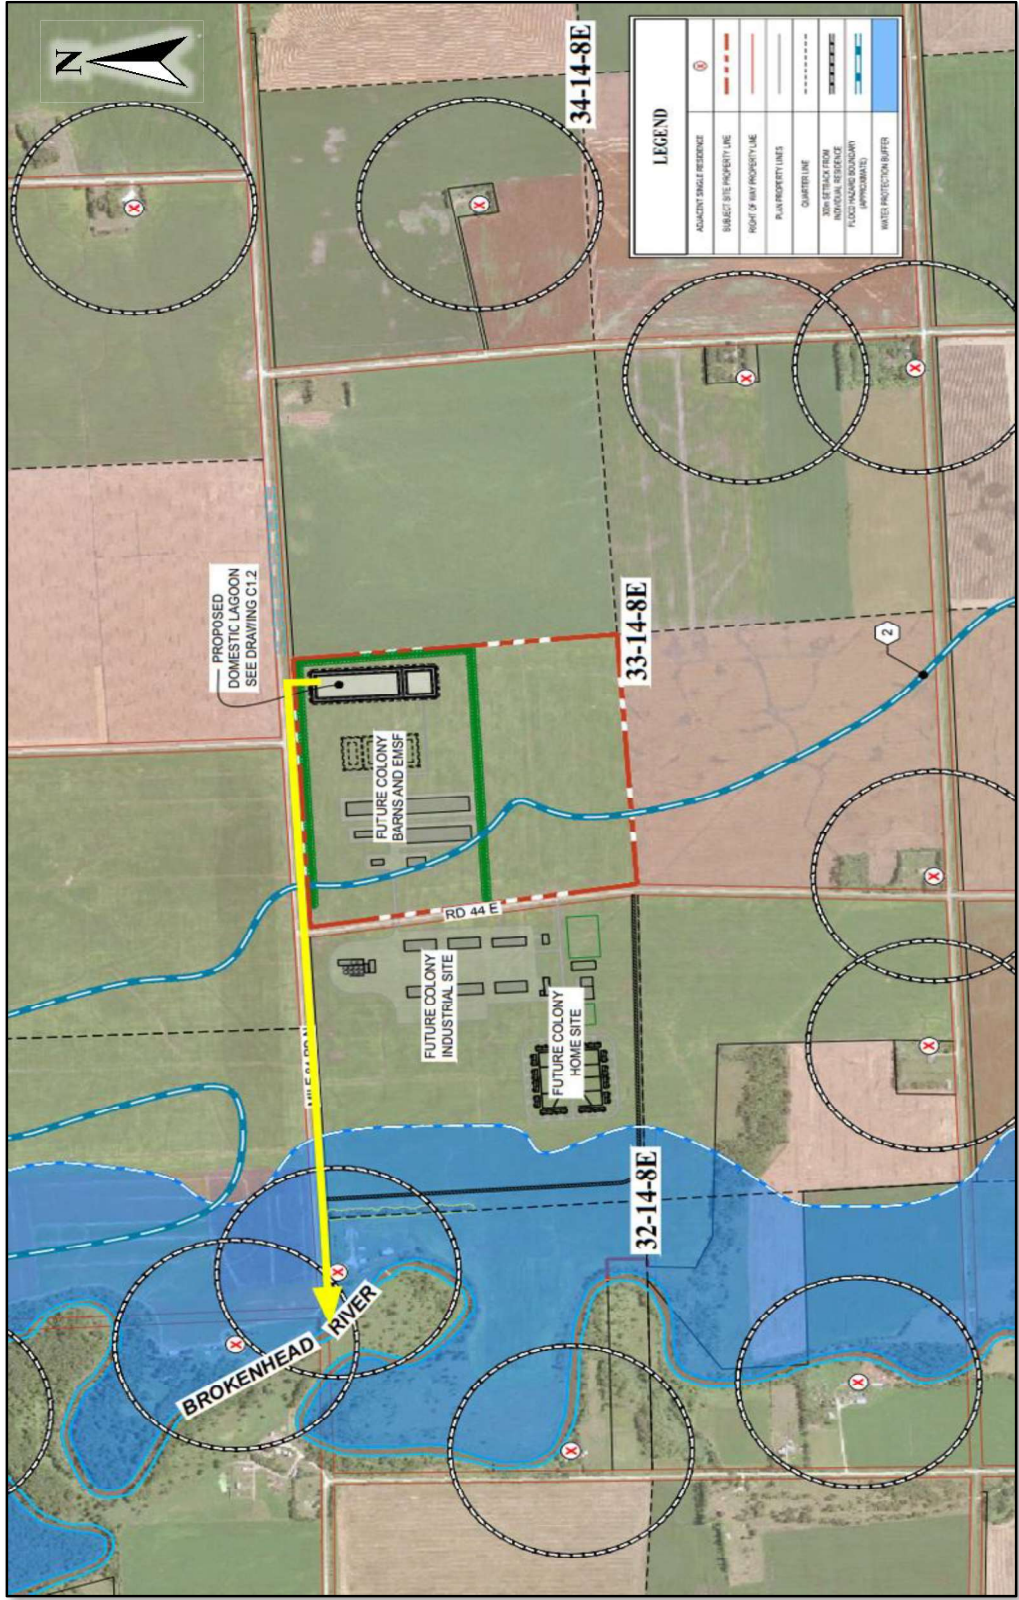 N
34-14-8E
LEGEND
ADJACENT SINGLE RESIDENCE
X
SUBJECT SITE PROPERTY LINE
RIGHT OF WAY PROPERTY LINE
PLAN PROPERTY LINES
QUARTER LINE
300m SETBACK FROM
INDIVIDUAL RESIDENCE
FLOOD HAZARD BOUNDARY
(APPROXIMATE)
WATER PROTECTION BUFFER
X
X
X
X
PROPOSED
DOMESTIC LAGOON
SEE DRAWING C1.2
33-14-8E
2
FUTURE COLONY
BARNS AND EMSF
RD 44 E
FUTURE COLONY
INDUSTRIAL SITE
FUTURE COLONY
HOME SITE
X
X
32-14-8E
BROKENHEAD
RIVER
X
X
X
X